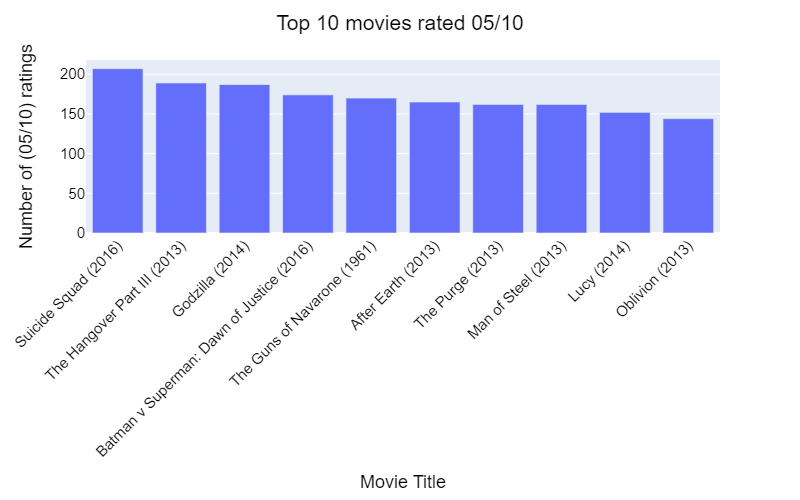 Top 10 movies rated 05/10
Number of (05/10) ratings
200
150
100
50
0
Suicide Squad (2016)
The Hangover Part III (2013)
Godzilla (2014)
Batman v Superman: Dawn of Justice (2016)
The Guns of Navarone (1961)
After Earth (2013)
The Purge (2013)
Man of Steel (2013)
Lucy (2014)
Oblivion (2013)
Movie Title